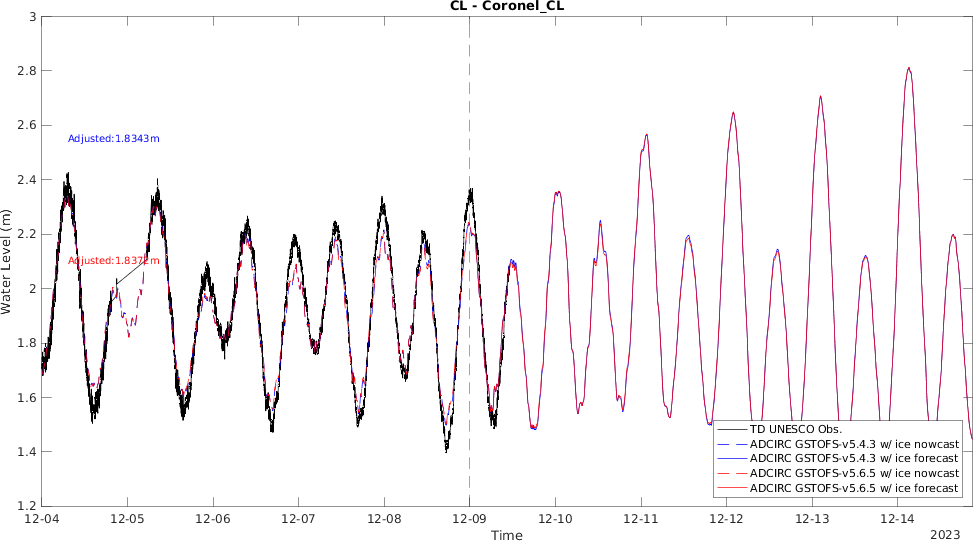 CL - Coronel_CL
3
2.8
2.6
2.4
2.2
2
1.8
1.6
1.4
1.2
Water Level (m)
Adjusted:1.8343m
Adjusted:1.8372m
TD UNESCO Obs.
ADCIRC GSTOFS-v5.4.3 w/ ice nowcast
ADCIRC GSTOFS-v5.4.3 w/ ice forecast
ADCIRC GSTOFS-v5.6.5 w/ ice nowcast
ADCIRC GSTOFS-v5.6.5 w/ ice forecast
12-04 12-05 12-06 12-07 12-08 12-09 12-10 12-11 12-12 12-13 12-14
Time
2023